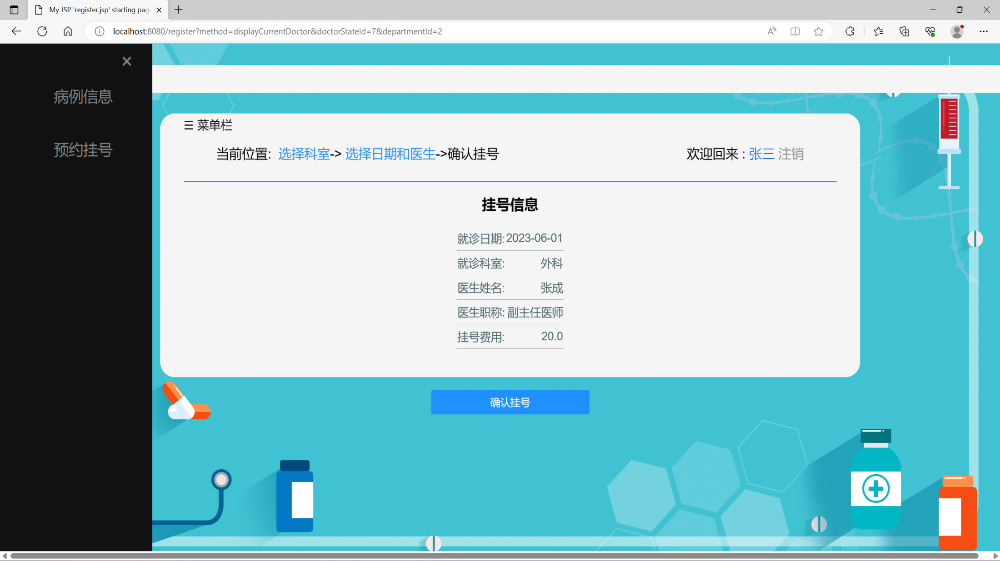 My JSP 'register.jsp' starting pag
localhost:8080/register?method=displayCurrentDoctor&doctorStateId=7&departmentId=2
病例信息
预约挂号
☰ 菜单栏
当前位置: 选择科室-> 选择日期和医生->确认挂号
欢迎回来 : 张三 注销
挂号信息
就诊日期: 2023-06-01
就诊科室: 外科
医生姓名: 张成
医生职称: 副主任医师
挂号费用: 20.0
确认挂号